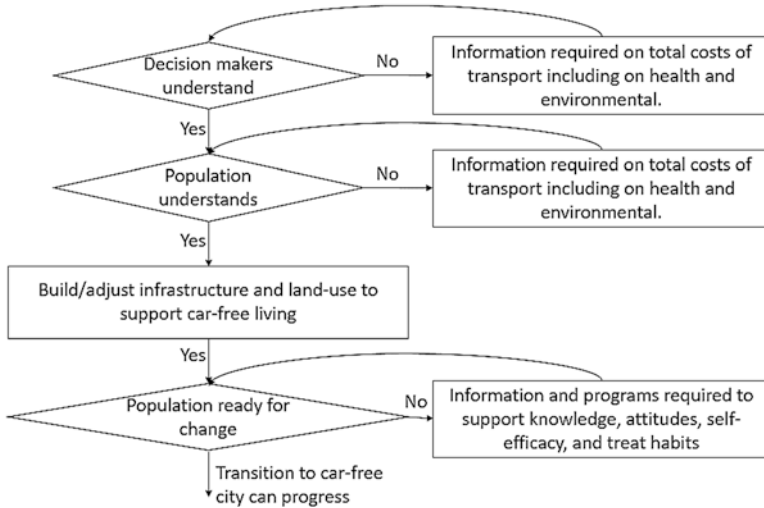 Decision makers
understand
No
Information required on total costs of
transport including on health and
environmental.
Yes
Population
understands
No
Information required on total costs of
transport including on health and
environmental.
Yes
Build/adjust infrastructure and land-use to
support car-free living
Yes
Population ready for
change
No
Information and programs required to
support knowledge, attitudes, self-
efficacy, and treat habits
Transition to car-free
city can progress